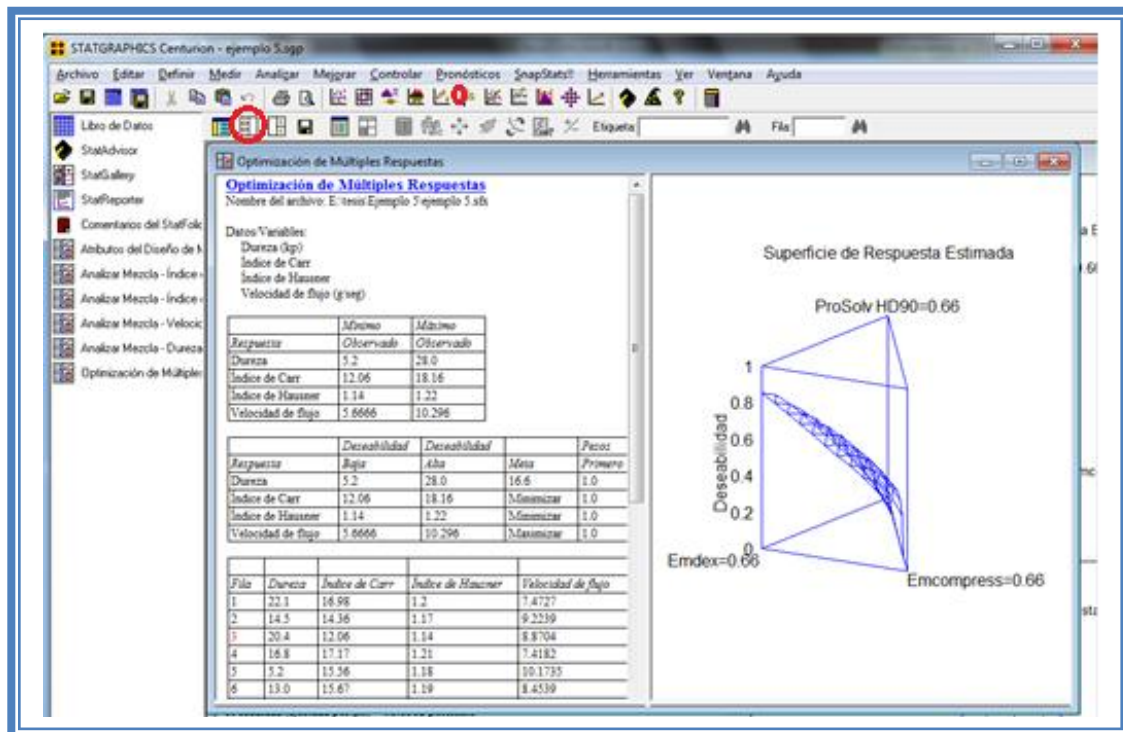 STATGRAPHICS Centurion - ejemplo 5.sgp
Archivo Editar Definir Medir Analizar Mejorar Controlar Pronósticos SnapStats!! Herramientas Ver Ventana Ayuda
Etiqueta Fila
Libro de Datos
StatAdvisor
StatGallery
StatReporter
Comentarios del StatFolio
Atributos del Diseño de M
Analizar Mezcla - Índice
Analizar Mezcla - Índice
Analizar Mezcla - Veloci
Analizar Mezcla - Dureza
Optimización de Múltiple
Optimización de Múltiples Respuestas
Optimización de Múltiples Respuestas
Nombre del archivo: E:\tesis\Ejemplo 5\ejemplo 5.sfx
Datos/Variables:
Dureza (kp)
Índice de Carr
Índice de Hausner
Velocidad de flujo (g/seg)
Mínimo Máximo
Respuesta Observado Observado
Dureza 5.2 28.0
Índice de Carr 12.06 18.16
Índice de Hausner 1.14 1.22
Velocidad de flujo 5.6666 10.296
Deseabilidad Deseabilidad Pesos
Respuesta Baja Alta Meta Primero
Dureza 5.2 28.0 16.6 1.0
Índice de Carr 12.06 18.16 Minimizar 1.0
Índice de Hausner 1.14 1.22 Minimizar 1.0
Velocidad de flujo 5.6666 10.296 Maximizar 1.0
Fila Dureza Índice de Carr Índice de Hausner Velocidad de flujo
1 22.1 16.98 1.2 7.4727
2 14.5 14.36 1.17 9.2239
3 20.4 12.06 1.14 8.8704
4 16.8 17.17 1.21 7.4182
5 5.2 15.56 1.18 10.1735
6 13.0 15.67 1.19 8.4539
Superficie de Respuesta Estimada
ProSolv HD90=0.66
Deseabilidad
1
0.8
0.6
0.4
0.2
0
Emdex=0.66
Emcompress=0.66